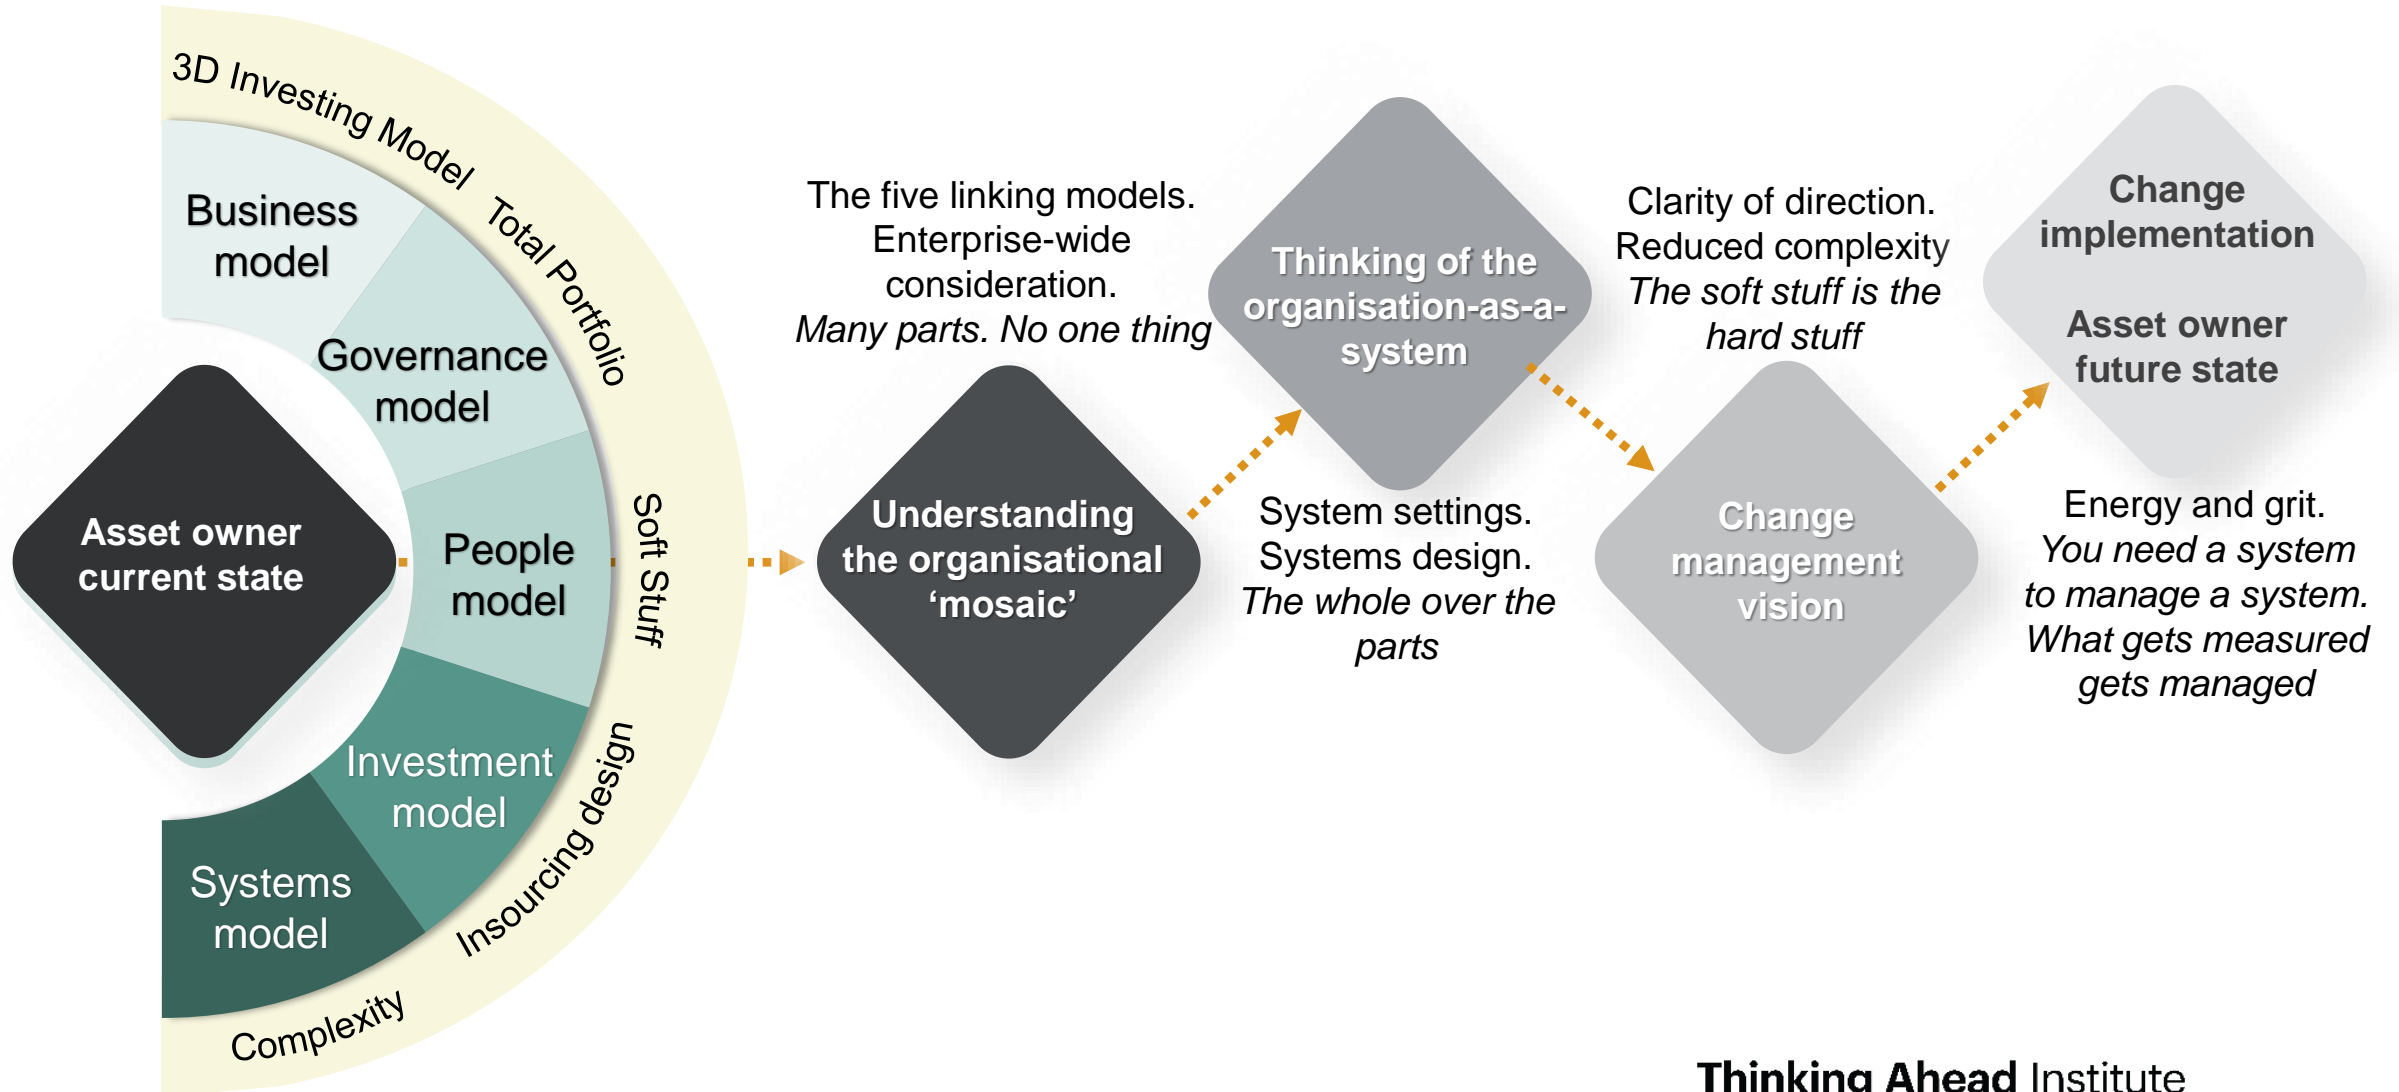 3D Investing Model
Total Portfolio
Soft Stuff
Insourcing design
Complexity
Business
model
Governance
model
People
model
Investment
model
Systems
model
Asset owner
current state
The five linking models.
Enterprise-wide
consideration.
Many parts. No one thing
Understanding
the organisational
‘mosaic’
Thinking of the
organisation-as-a-
system
System settings.
Systems design.
The whole over the
parts
Clarity of direction.
Reduced complexity
The soft stuff is the
hard stuff
Change
management
vision
Change
implementation
Asset owner
future state
Energy and grit.
You need a system
to manage a system.
What gets measured
gets managed
Thinking Ahead Institute